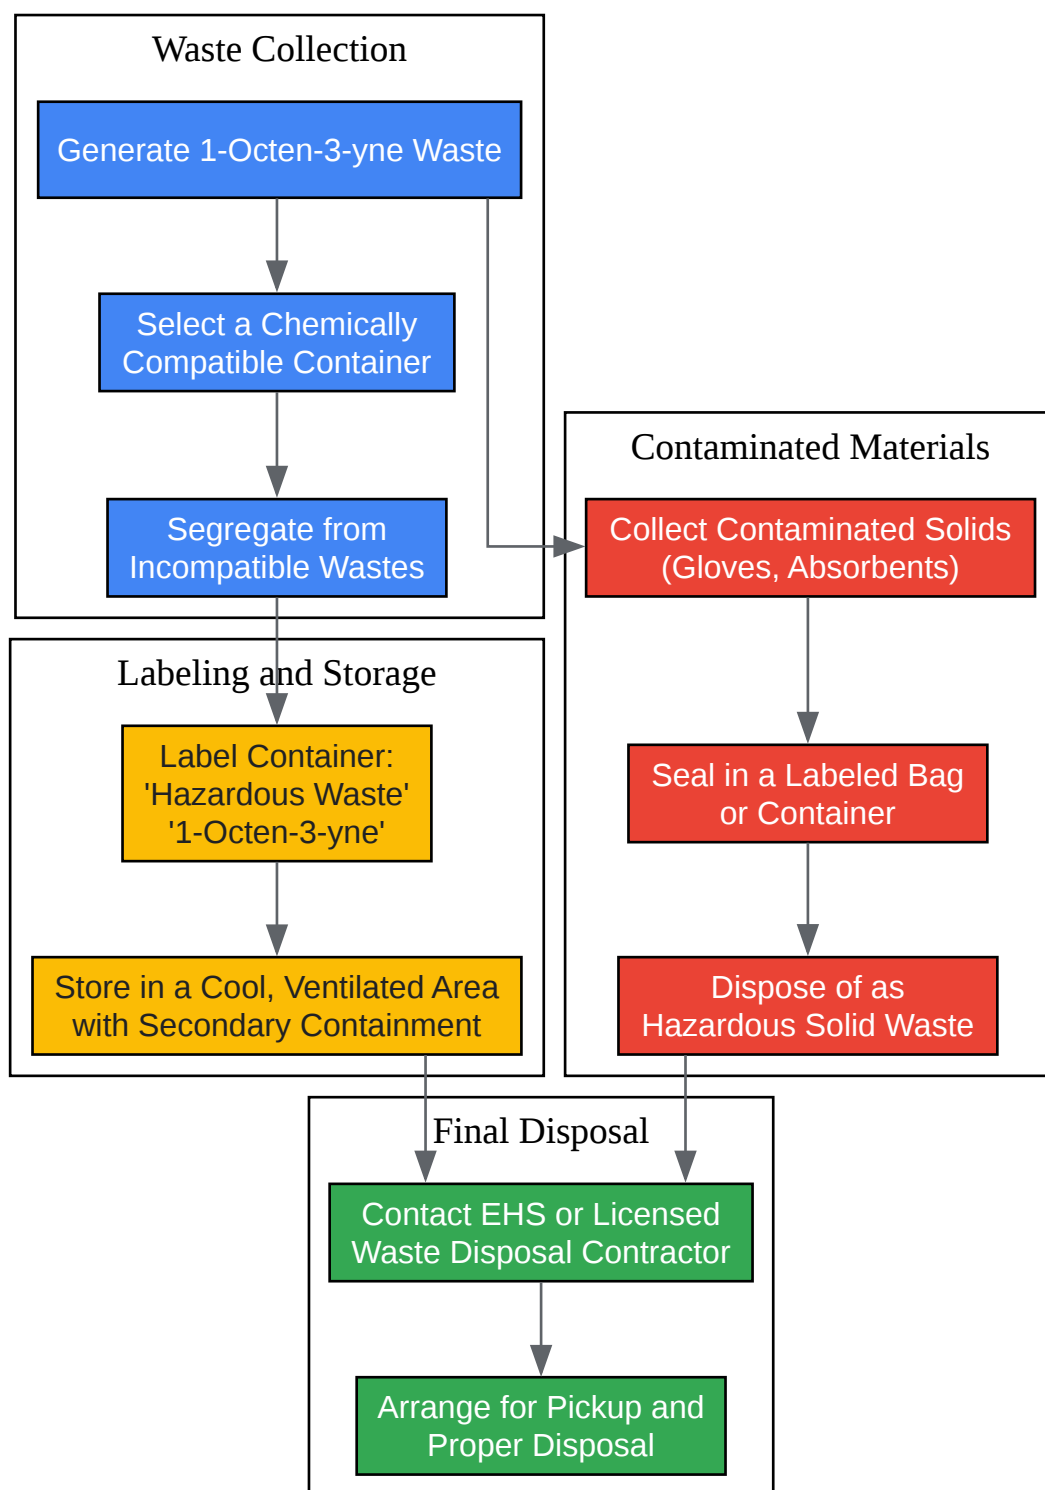 Waste Collection
Generate 1-Octen-3-yne Waste
Select a Chemically
Compatible Container
Segregate from
Incompatible Wastes
Labeling and Storage
Label Container:
'Hazardous Waste'
'1-Octen-3-yne'
Store in a Cool, Ventilated Area
with Secondary Containment
Contaminated Materials
Collect Contaminated Solids
(Gloves, Absorbents)
Seal in a Labeled Bag
or Container
Dispose of as
Hazardous Solid Waste
Final Disposal
Contact EHS or Licensed
Waste Disposal Contractor
Arrange for Pickup and
Proper Disposal